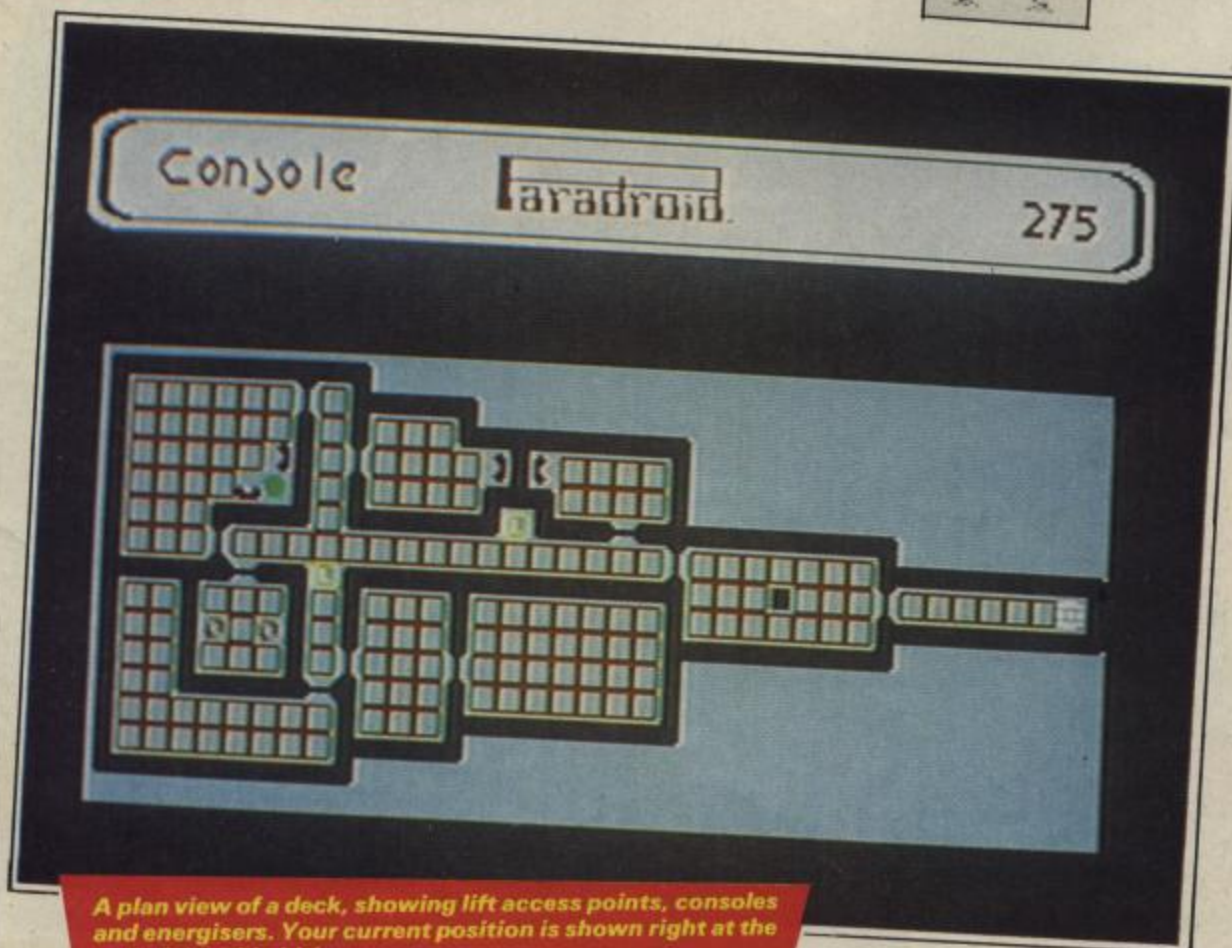 Console Paradroid 275
A plan view of a deck, showing lift access points, consoles
and energisers. Your current position is shown right at the